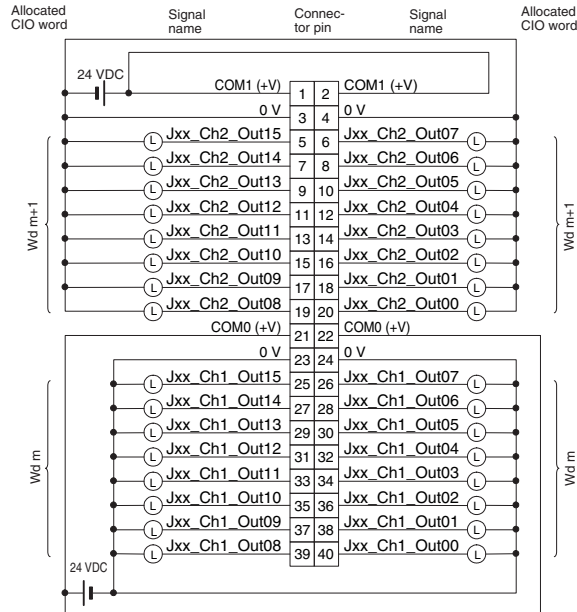 Allocated CIO word Signal name Connec-tor pin Signal name Allocated CIO word
24 VDC
COM1 (+V) 1 2 COM1 (+V)
0 V 3 4 0 V
L Jxx_Ch2_Out15 5 6 Jxx_Ch2_Out07 L
L Jxx_Ch2_Out14 7 8 Jxx_Ch2_Out06 L
L Jxx_Ch2_Out13 9 10 Jxx_Ch2_Out05 L
L Jxx_Ch2_Out12 11 12 Jxx_Ch2_Out04 L
L Jxx_Ch2_Out11 13 14 Jxx_Ch2_Out03 L
L Jxx_Ch2_Out10 15 16 Jxx_Ch2_Out02 L
L Jxx_Ch2_Out09 17 18 Jxx_Ch2_Out01 L
L Jxx_Ch2_Out08 19 20 Jxx_Ch2_Out00 L
Wd m+1
Wd m+1
COM0 (+V) 21 22 COM0 (+V)
0 V 23 24 0 V
L Jxx_Ch1_Out15 25 26 Jxx_Ch1_Out07 L
L Jxx_Ch1_Out14 27 28 Jxx_Ch1_Out06 L
L Jxx_Ch1_Out13 29 30 Jxx_Ch1_Out05 L
L Jxx_Ch1_Out12 31 32 Jxx_Ch1_Out04 L
L Jxx_Ch1_Out11 33 34 Jxx_Ch1_Out03 L
L Jxx_Ch1_Out10 35 36 Jxx_Ch1_Out02 L
L Jxx_Ch1_Out09 37 38 Jxx_Ch1_Out01 L
L Jxx_Ch1_Out08 39 40 Jxx_Ch1_Out00 L
Wd m
Wd m
24 VDC